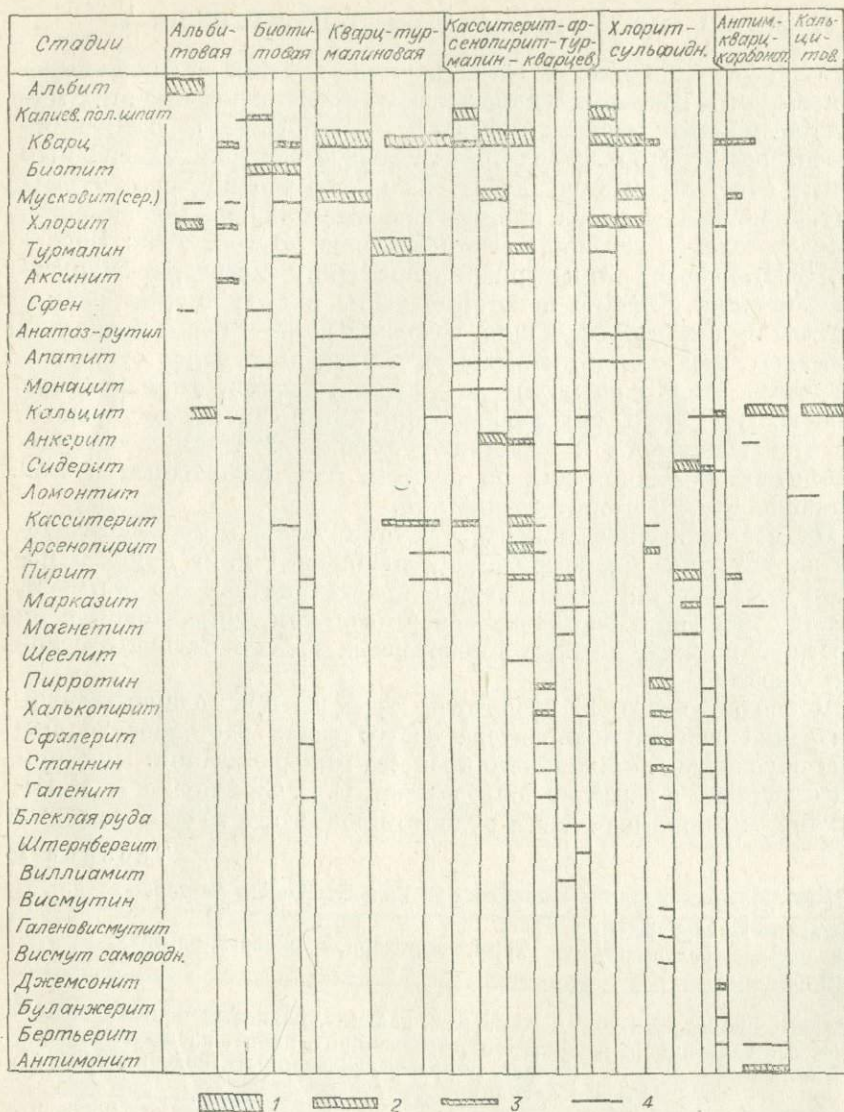 Стадии
Альби-
товая
Биоти-
товая
Кварц-тур-
малиновая
Касситерит-ар-
сенопирит-тур-
малин-кварцев.
Хлорит-
сульфидн.
Антим.-
кварц-
карбонат.
Каль-
ци-
тов.
Альбит
Калиев. пол. шпат
Кварц
Биотит
Мусковит (сер.)
Хлорит
Турмалин
Аксинит
Сфен
Анатаз-рутил
Апатит
Монацит
Кальцит
Анкерит
Сидерит
Ломонтит
Касситерит
Арсенопирит
Пирит
Марказит
Магнетит
Шеелит
Пирротин
Халькопирит
Сфалерит
Станнин
Галенит
Блеклая руда
Штернбергит
Виллиамит
Висмутин
Галеновисмутит
Висмут самородн.
Джемсонит
Буланжерит
Бертьерит
Антимонит
1 2 3 4